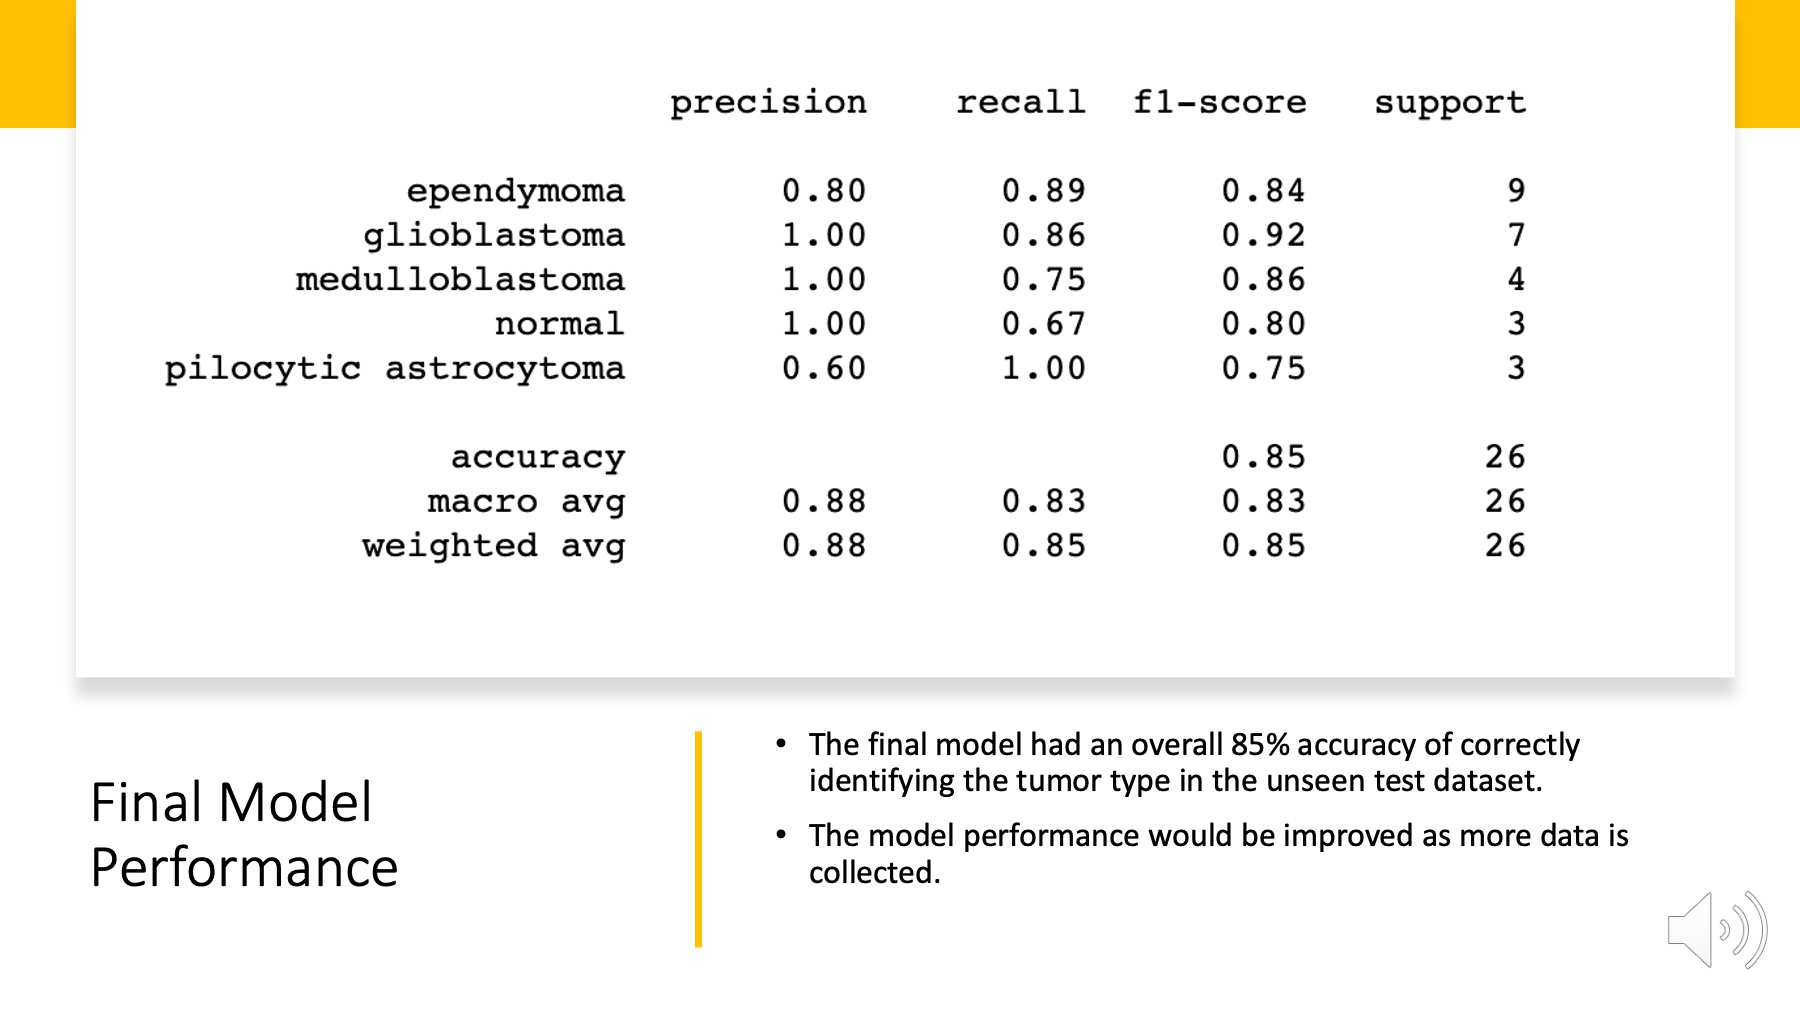 precision recall f1-score support
ependymoma 0.80 0.89 0.84 9
glioblastoma 1.00 0.86 0.92 7
medulloblastoma 1.00 0.75 0.86 4
normal 1.00 0.67 0.80 3
pilocytic astrocytoma 0.60 1.00 0.75 3
accuracy 0.85 26
macro avg 0.88 0.83 0.83 26
weighted avg 0.88 0.85 0.85 26
Final Model
Performance
• The final model had an overall 85% accuracy of correctly
identifying the tumor type in the unseen test dataset.
• The model performance would be improved as more data is
collected.